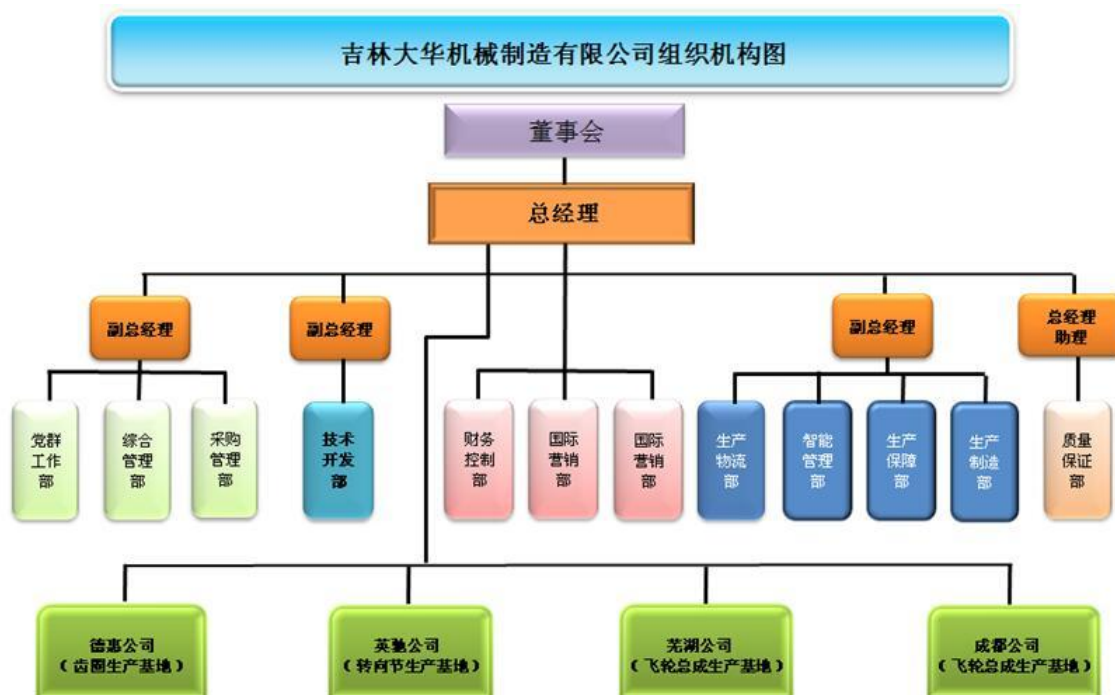 吉林大华机械制造有限公司组织机构图
董事会
总经理
副总经理
副总经理
副总经理
总经理
助理
党群
工作
部
综合
管理
部
采购
管理
部
技术
开发
部
财务
控制
部
国际
营销
部
国际
营销
部
生产
物流
部
智能
管理
部
生产
保障
部
生产
制造
部
质量
保证
部
德惠公司
（齿圈生产基地）
英驰公司
（转向节生产基地）
芜湖公司
（飞轮总成生产基地）
成都公司
（飞轮总成生产基地）